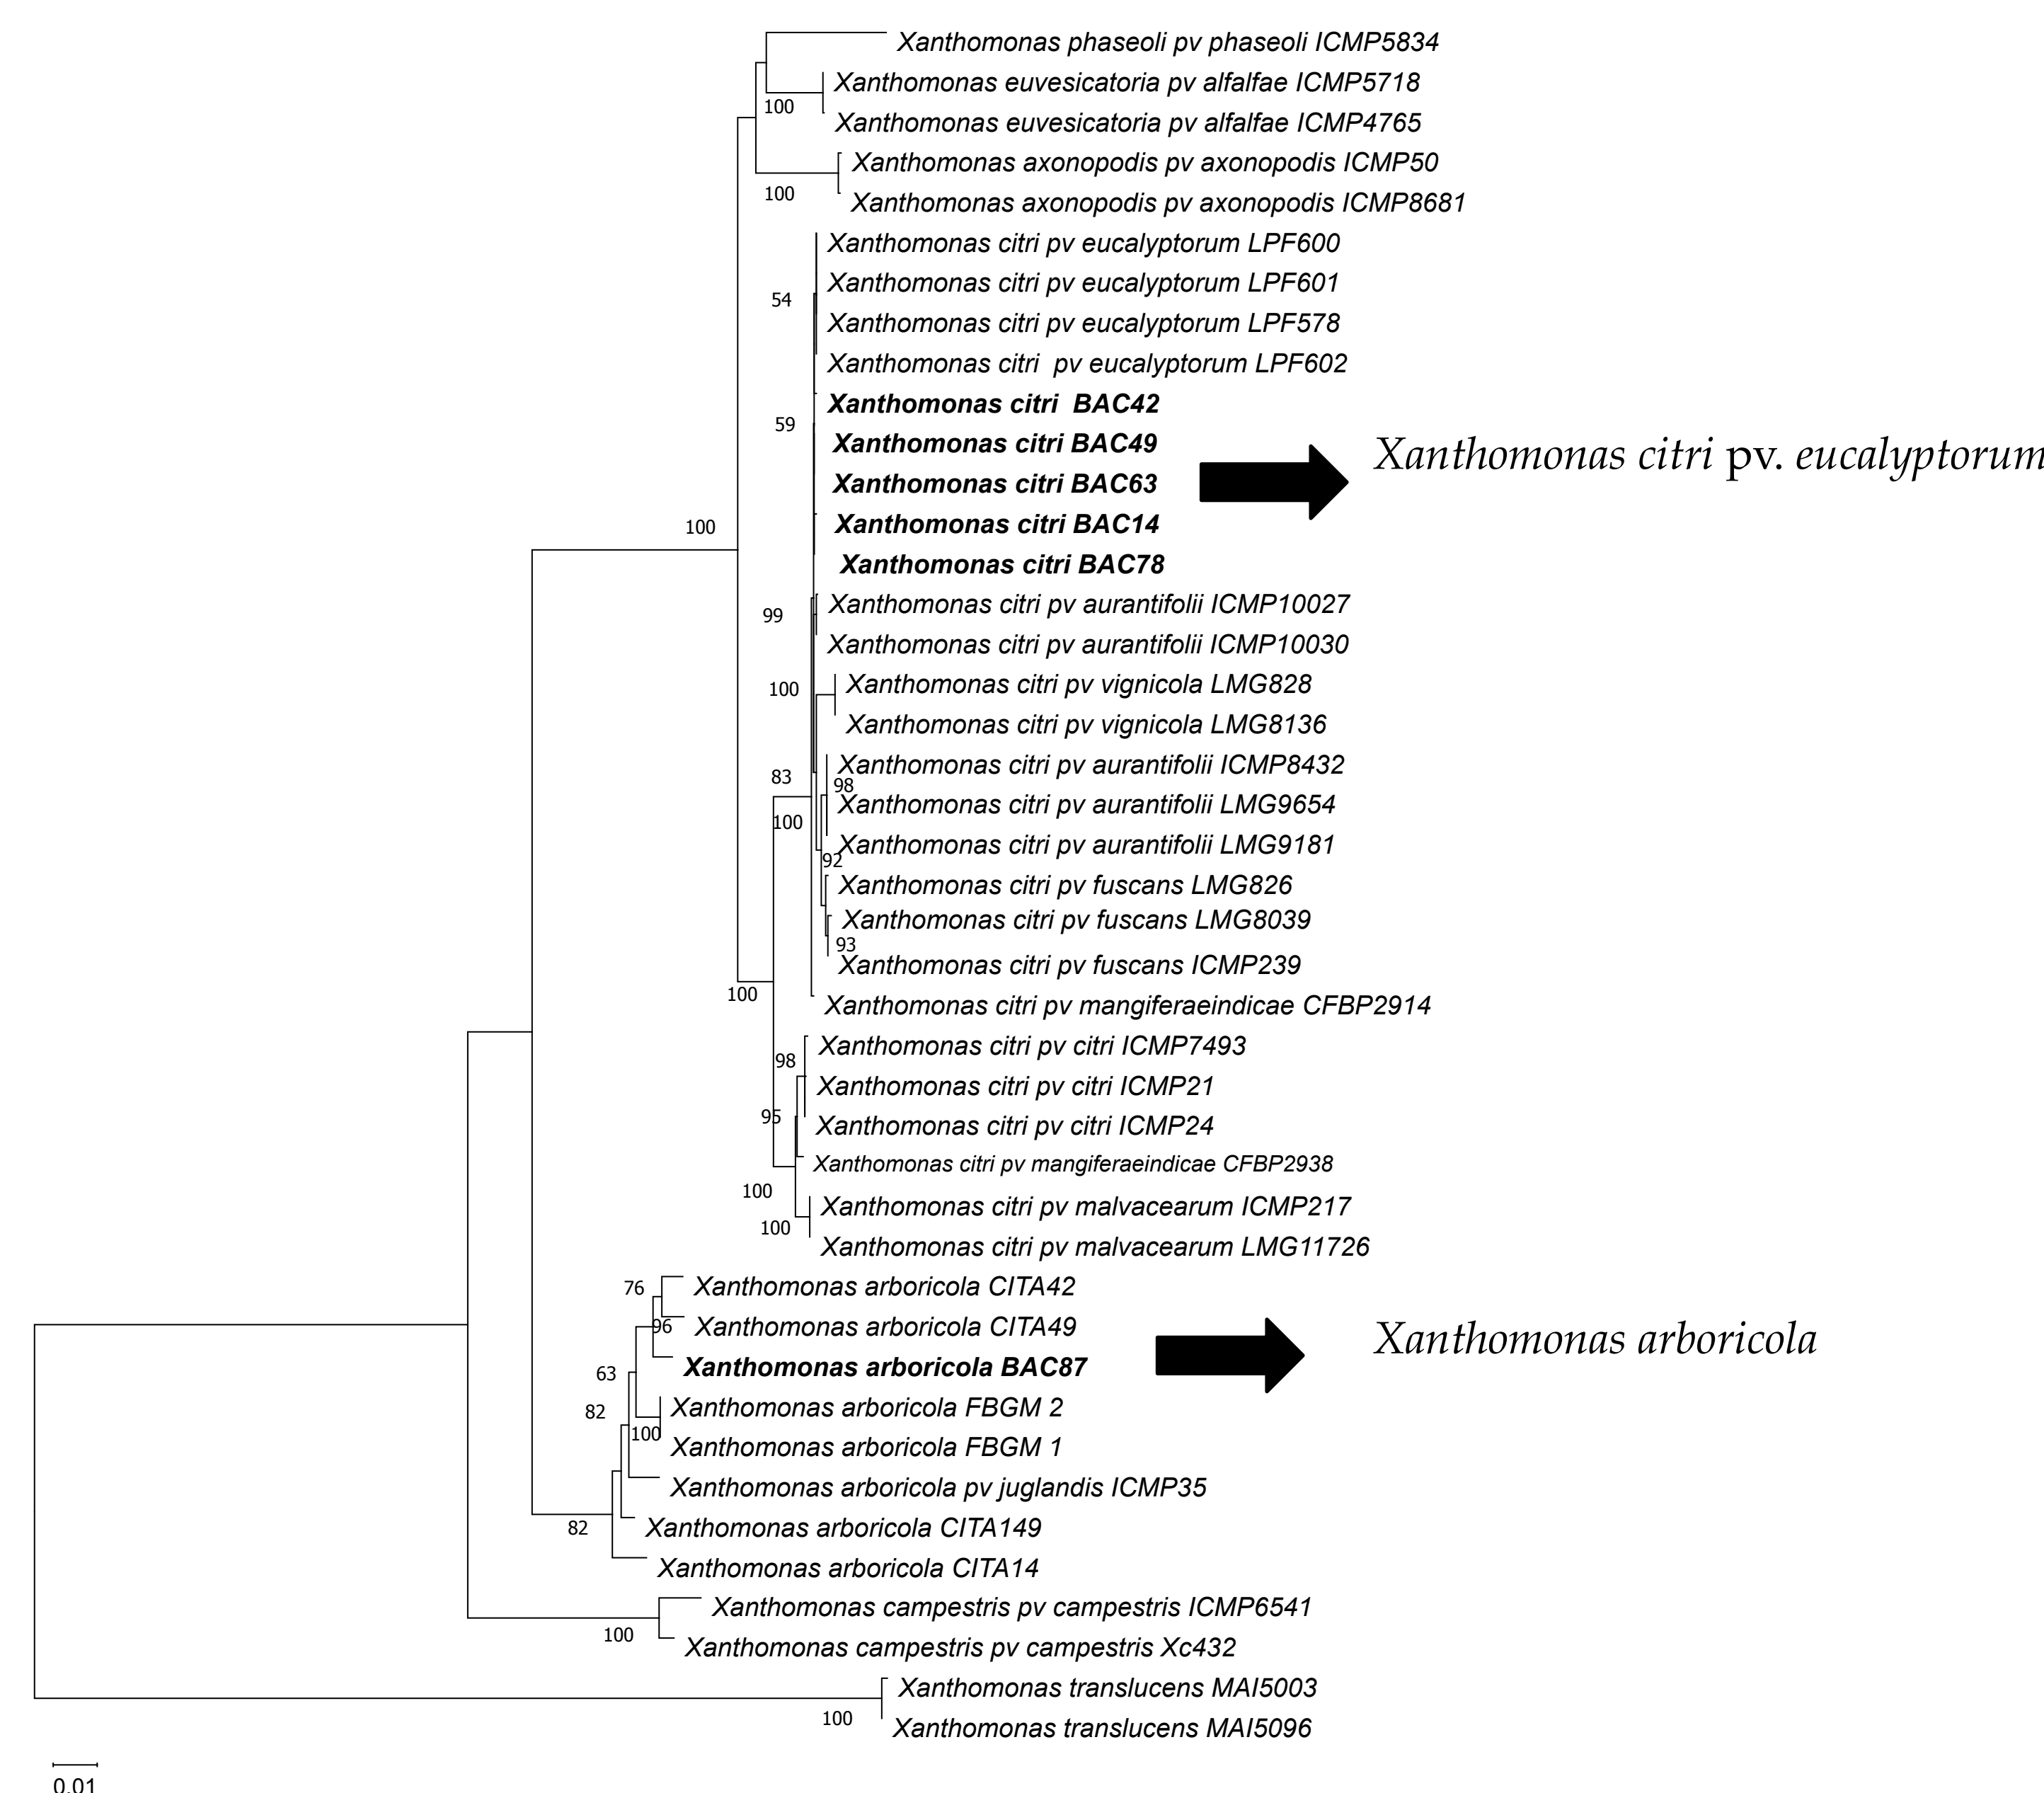 Xanthomonas phaseoli pv phaseoli ICMP5834
Xanthomonas euvesicatoria pv alfalfae ICMP5718
100
Xanthomonas euvesicatoria pv alfalfae ICMP4765
Xanthomonas axonopodis pv axonopodis ICMP50
100
Xanthomonas axonopodis pv axonopodis ICMP8681
Xanthomonas citri pv eucalyptorum LPF600
Xanthomonas citri pv eucalyptorum LPF601
54
Xanthomonas citri pv eucalyptorum LPF578
Xanthomonas citri  pv eucalyptorum LPF602
Xanthomonas citri  BAC42
59
Xanthomonas citri BAC49
Xanthomonas citri pv. eucalyptorum
Xanthomonas citri BAC63
Xanthomonas citri BAC14
100
Xanthomonas citri BAC78
Xanthomonas citri pv aurantifolii ICMP10027
99
Xanthomonas citri pv aurantifolii ICMP10030
Xanthomonas citri pv vignicola LMG828
100
Xanthomonas citri pv vignicola LMG8136
Xanthomonas citri pv aurantifolii ICMP8432
83
98
Xanthomonas citri pv aurantifolii LMG9654
100
Xanthomonas citri pv aurantifolii LMG9181
92
Xanthomonas citri pv fuscans LMG826
Xanthomonas citri pv fuscans LMG8039
93
Xanthomonas citri pv fuscans ICMP239
100
Xanthomonas citri pv mangiferaeindicae CFBP2914
Xanthomonas citri pv citri ICMP7493
98
Xanthomonas citri pv citri ICMP21
95
Xanthomonas citri pv citri ICMP24
Xanthomonas citri pv mangiferaeindicae CFBP2938
100
Xanthomonas citri pv malvacearum ICMP217
100
Xanthomonas citri pv malvacearum LMG11726
76
Xanthomonas arboricola CITA42
96
Xanthomonas arboricola CITA49
Xanthomonas arboricola
Xanthomonas arboricola BAC87
63
Xanthomonas arboricola FBGM 2
82
100
Xanthomonas arboricola FBGM 1
Xanthomonas arboricola pv juglandis ICMP35
Xanthomonas arboricola CITA149
82
Xanthomonas arboricola CITA14
Xanthomonas campestris pv campestris ICMP6541
100
Xanthomonas campestris pv campestris Xc432
Xanthomonas translucens MAI5003
100
Xanthomonas translucens MAI5096
0.01